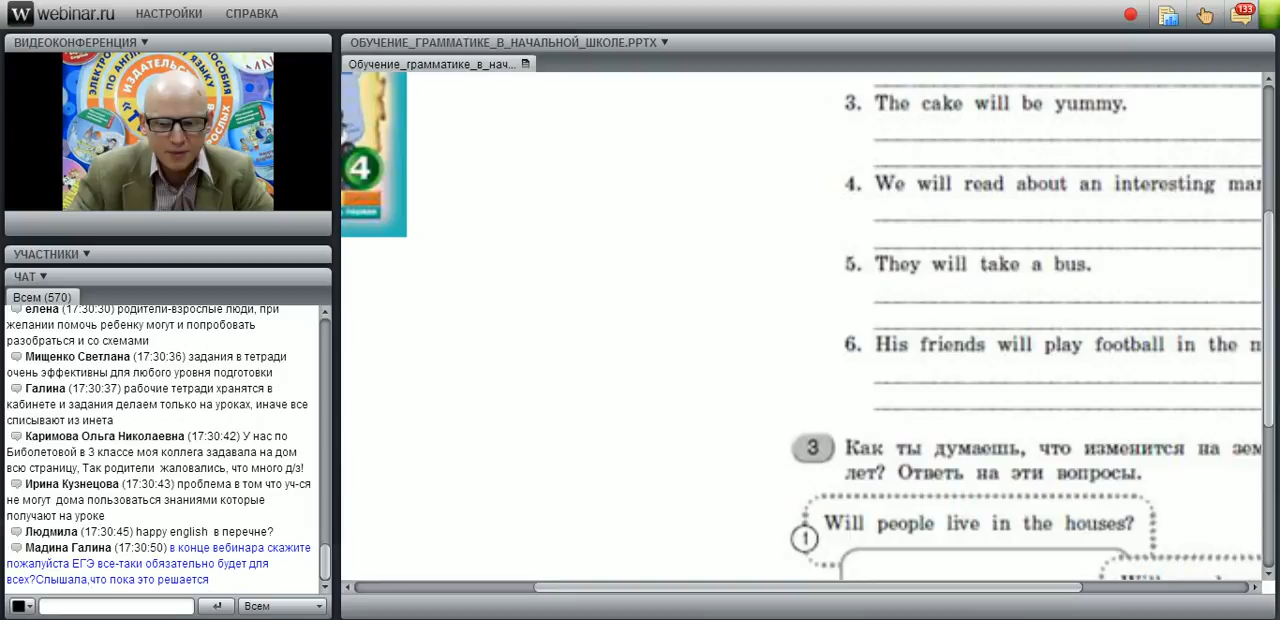 W webinar.ru НАСТРОЙКИ СПРАВКА
133
ВИДЕОКОНФЕРЕНЦИЯ
ЭЛЕКТРО
ПО АНГЛ
ЯЗЫКУ
ПОСОБИЯ
ИЗДАТЕЛЬСТВО
УЧАСТНИКИ
ЧАТ
Всем (570)
елена (17:30:30) родители-взрослые люди, при
желании помочь ребенку могут и попробовать
разобраться и со схемами
Мищенко Светлана (17:30:36) задания в тетради
очень эффективны для любого уровня подготовки
Галина (17:30:37) рабочие тетради хранятся в
кабинете и задания делаем только на уроках, иначе все
списывают из инета
Каримова Ольга Николаевна (17:30:42) У нас по
Биболетовой в 3 классе моя коллега задавала на дом
всю страницу, Так родители жаловались, что много д/з!
Ирина Кузнецова (17:30:43) проблема в том что уч-ся
не могут дома пользоваться знаниями которые
получают на уроке
Людмила (17:30:45) happy english в перечне?
Мадина Галина (17:30:50) в конце вебинара скажите
пожалуйста ЕГЭ все-таки обязательно будет для
всех?Слышала,что пока это решается
Всем
ОБУЧЕНИЕ_ГРАММАТИКЕ_В_НАЧАЛЬНОЙ_ШКОЛЕ.PPTX
Обучение_грамматике_в_нач...
4
3. The cake will be yummy.
4. We will read about an interesting
5. They will take a bus.
6. His friends will play football in the
3 Как ты думаешь, что изменится на
лет? Ответь на эти вопросы.
1 Will people live in the houses?